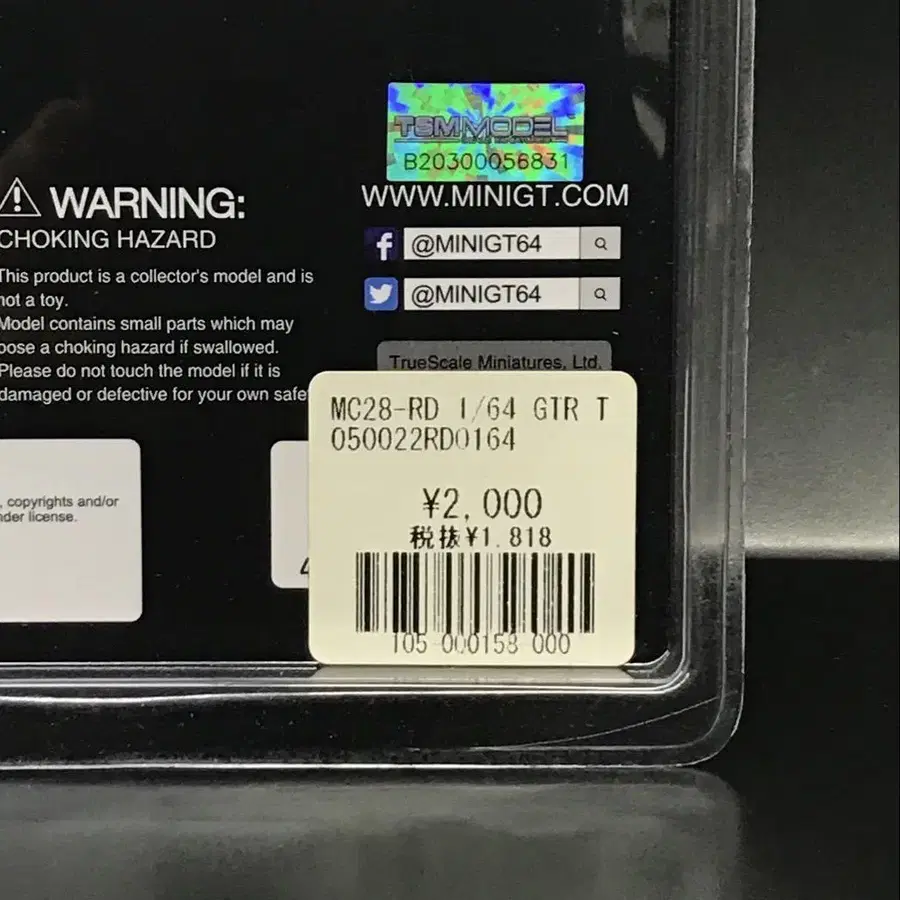 TSM MODEL
B20300056831
WWW.MINIGT.COM
@MINIGT64
@MINIGT64
WARNING:
CHOKING HAZARD
This product is a collector's model and is
not a toy.
Model contains small parts which may
pose a choking hazard if swallowed.
Please do not touch the model if it is
damaged or defective for your own safe
TrueScale Miniatures, Ltd.
, copyrights and/or
nder license.
MC28-RD 1/64 GTR T
050022RD0164
¥2,000
税抜¥1,818
105-000158-000